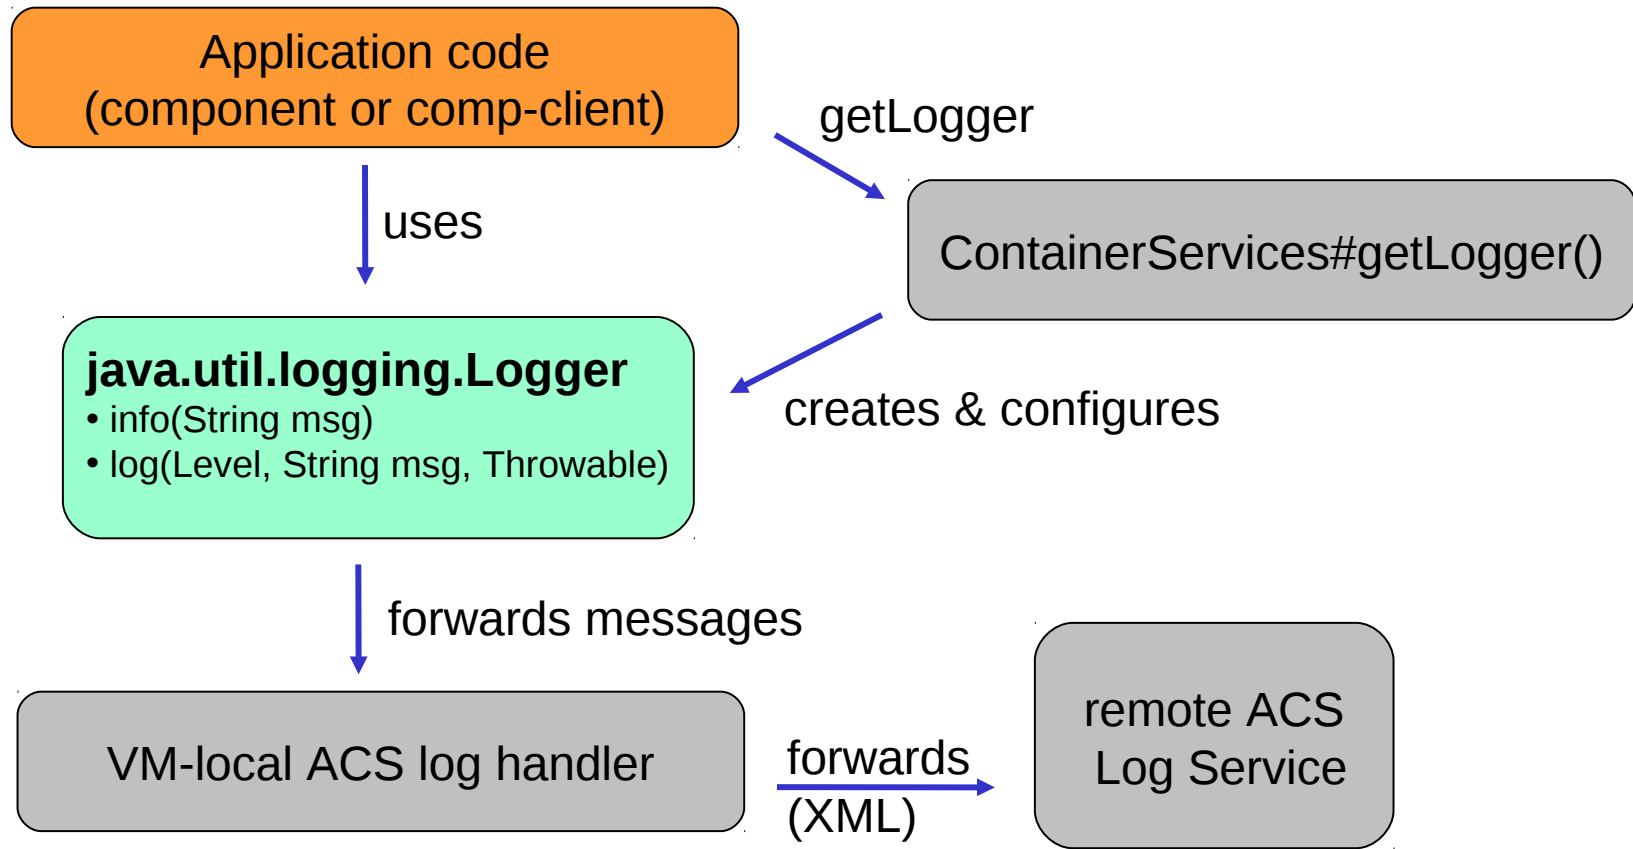 Application code
(component or comp-client)
getLogger
uses
ContainerServices#getLogger()
java.util.logging.Logger
• info(String msg)
• log(Level, String msg, Throwable)
creates & configures
forwards messages
VM-local ACS log handler
forwards
(XML)
remote ACS
Log Service